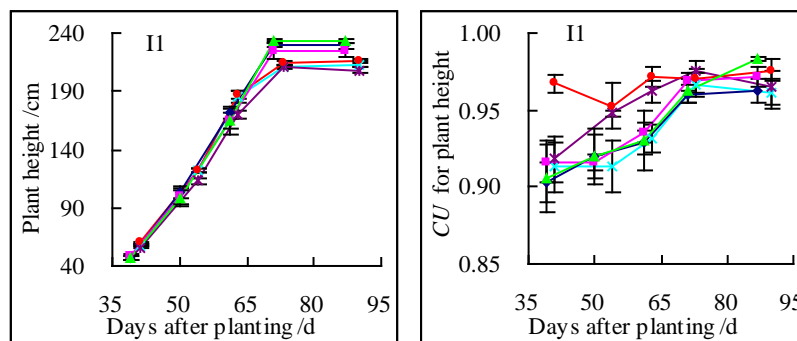 I1
Plant height /cm
240
190
140
90
40
35 50 65 80 95
Days after planting /d
I1
CU for plant height
1.00
0.95
0.90
0.85
35 50 65 80 95
Days after planting /d